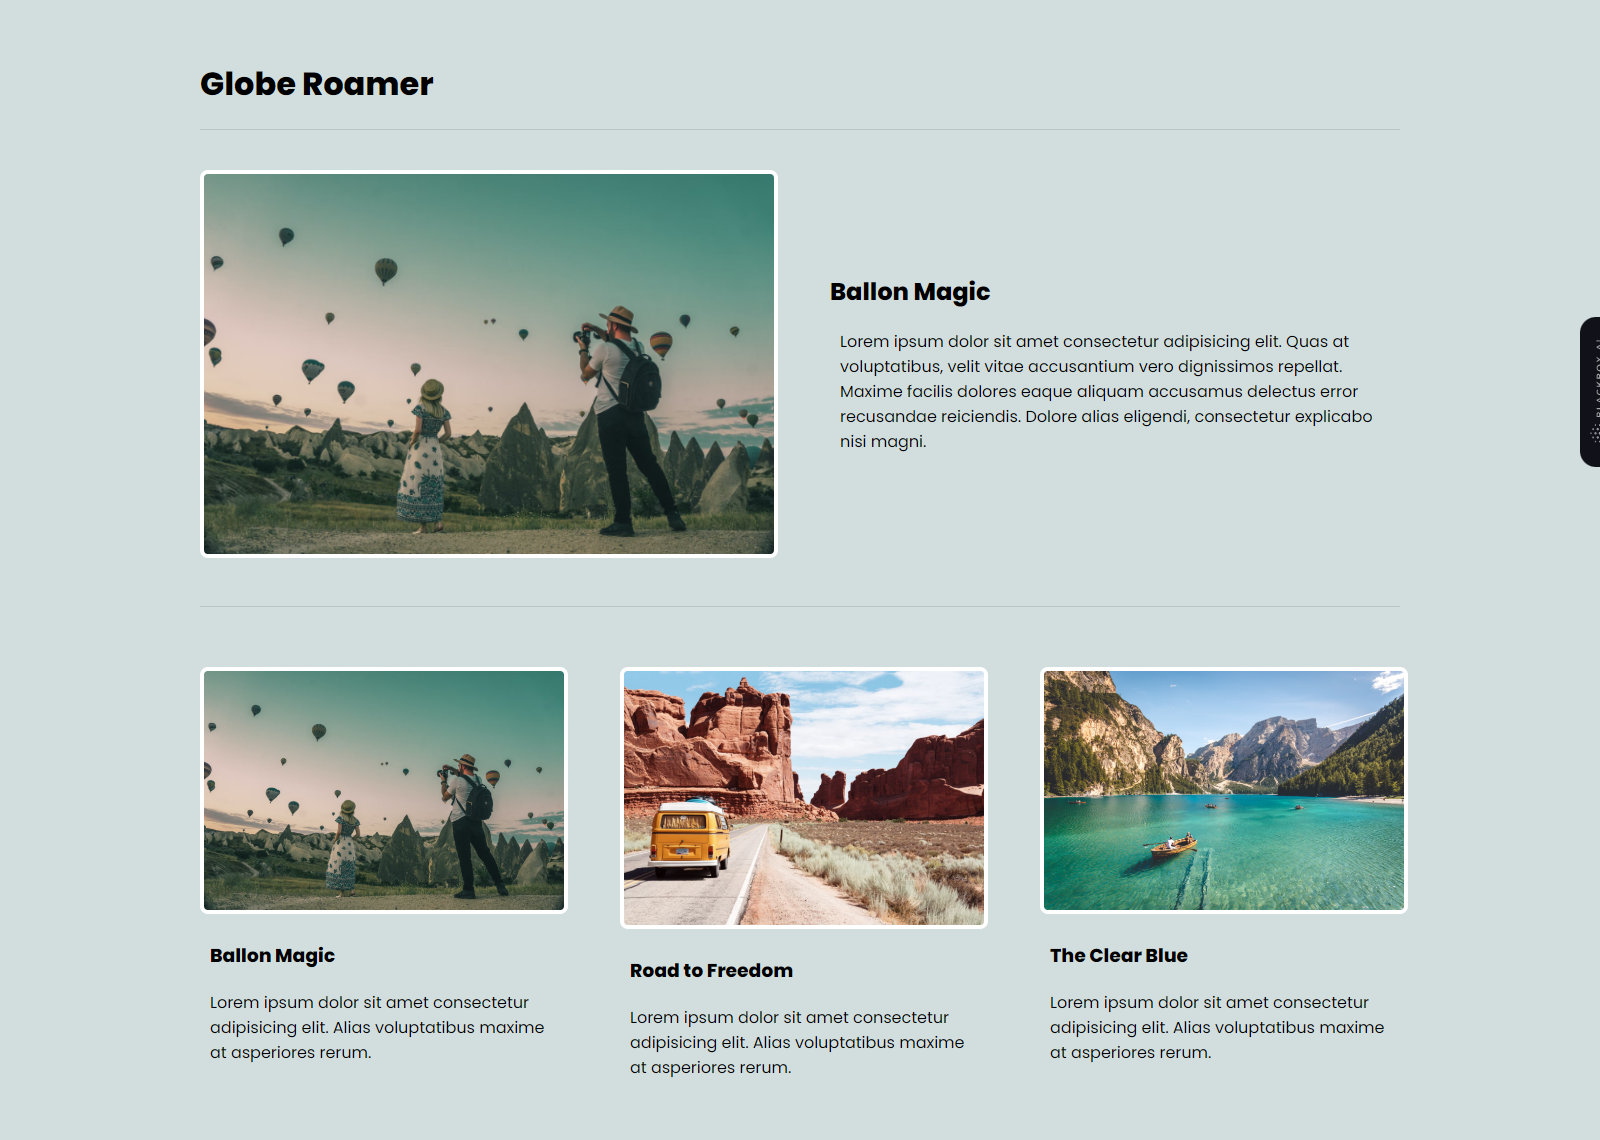 Globe Roamer
Ballon Magic
Lorem ipsum dolor sit amet consectetur adipisicing elit. Quas at
voluptatibus, velit vitae accusantium vero dignissimos repellat.
Maxime facilis dolores eaque aliquam accusamus delectus error
recusandae reiciendis. Dolore alias eligendi, consectetur explicabo
nisi magni.
BLACKBOX AI
Ballon Magic
Lorem ipsum dolor sit amet consectetur
adipisicing elit. Alias voluptatibus maxime
at asperiores rerum.
Road to Freedom
Lorem ipsum dolor sit amet consectetur
adipisicing elit. Alias voluptatibus maxime
at asperiores rerum.
The Clear Blue
Lorem ipsum dolor sit amet consectetur
adipisicing elit. Alias voluptatibus maxime
at asperiores rerum.